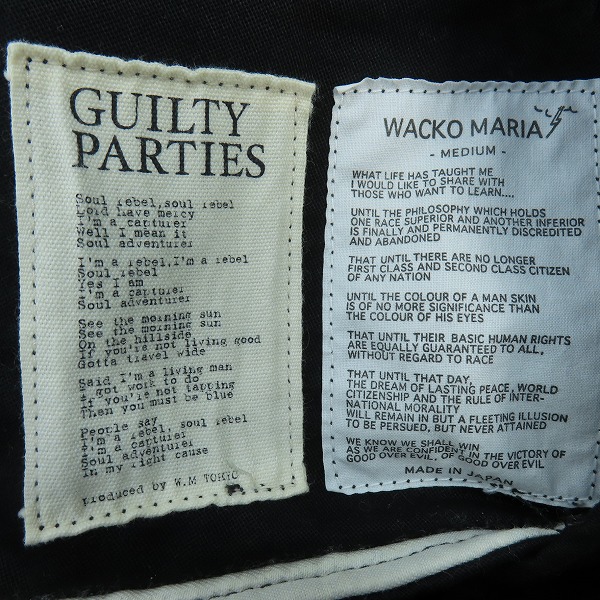 GUILTY
PARTIES
Soul rebel, soul rebel
Lord have mercy
I'm a capturer
Well I mean it
Soul adventurer
I'm a rebel, I'm a rebel
Soul rebel
Yes I am
I'm a capturer
Soul adventurer
See the morning sun
See the morning sun
On the hillside
If you're not living good
Gotta travel wide
Said I'm a living man
I got work to do
If you're not tapping
Then you must be blue
People say
I'm a rebel, soul rebel
I'm a capturer
Soul adventurer
In my right cause
produced by W.M TOKYO
WACKO MARIA
- MEDIUM -
WHAT LIFE HAS TAUGHT ME
I WOULD LIKE TO SHARE WITH
THOSE WHO WANT TO LEARN....
UNTIL THE PHILOSOPHY WHICH HOLDS
ONE RACE SUPERIOR AND ANOTHER INFERIOR
IS FINALLY AND PERMANENTLY DISCREDITED
AND ABANDONED
THAT UNTIL THERE ARE NO LONGER
FIRST CLASS AND SECOND CLASS CITIZEN
OF ANY NATION
UNTIL THE COLOUR OF A MAN SKIN
IS OF NO MORE SIGNIFICANCE THAN
THE COLOUR OF HIS EYES
THAT UNTIL THEIR BASIC HUMAN RIGHTS
ARE EQUALLY GUARANTEED TO ALL,
WITHOUT REGARD TO RACE
THAT UNTIL THAT DAY,
THE DREAM OF LASTING PEACE, WORLD
CITIZENSHIP AND THE RULE OF INTER-
NATIONAL MORALITY
WILL REMAIN IN BUT A FLEETING ILLUSION
TO BE PERSUED, BUT NEVER ATTAINED
WE KNOW WE SHALL WIN
AS WE ARE CONFIDENT IN THE VICTORY OF
GOOD OVER EVIL, OF GOOD OVER EVIL
MADE IN JAPAN